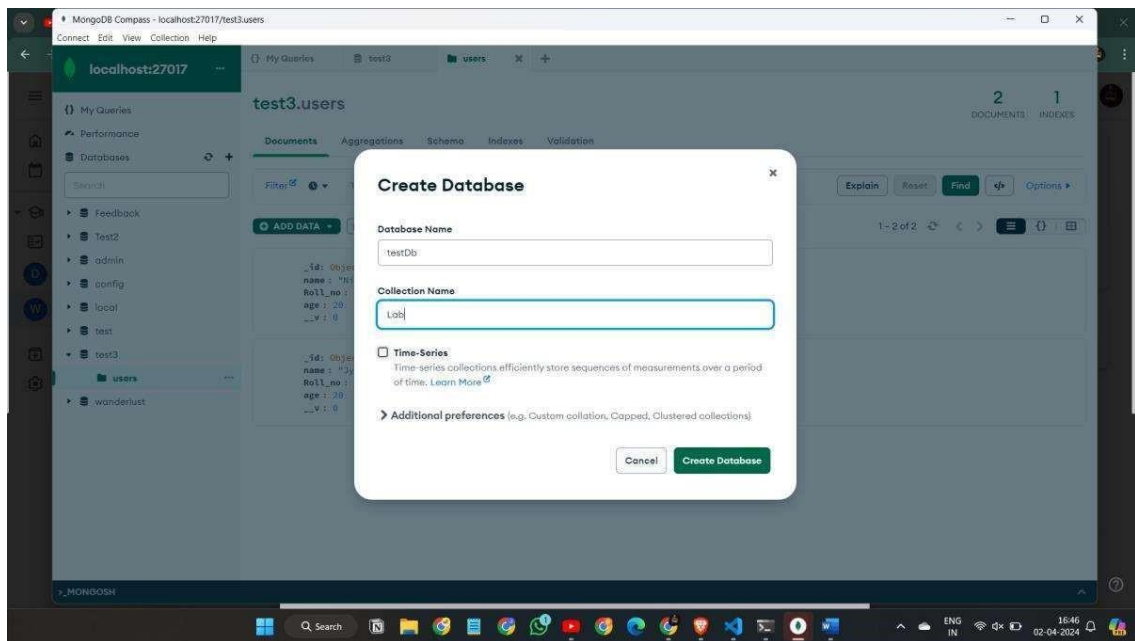 MongoDB Compass - localhost:27017/test3.users
Connect Edit View Collection Help
localhost:27017 ...
{} My Queries
test3
users
{} My Queries
Performance
Databases
Search
Feedback
Test2
admin
config
local
test
test3
users ...
wanderlust
test3.users
2
DOCUMENTS
1
INDEXES
Documents Aggregations Schema Indexes Validation
Filter
Explain Reset Find </> Options
ADD DATA
1 - 2 of 2
{}
_id: Obje
name : "Ni
Roll_no :
age : 20
__v : 0
_id: Obje
name : "Jy
Roll_no :
age : 20
__v : 0
Create Database
Database Name
testDb
Collection Name
Lab
Time-Series
Time-series collections efficiently store sequences of measurements over a period
of time. Learn More
Additional preferences (e.g. Custom collation, Capped, Clustered collections)
Cancel Create Database
>_MONGOSH
D
W
Search
ENG
IN
16:46
02-04-2024